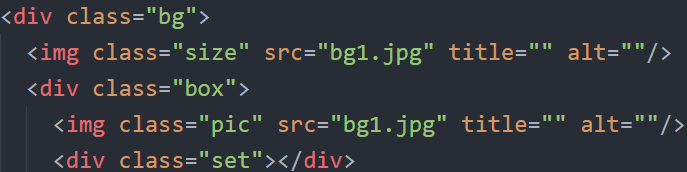 <div class="bg">
<img class="size" src="bg1.jpg" title="" alt=""/>
<div class="box">
<img class="pic" src="bg1.jpg" title="" alt=""/>
<div class="set"></div>